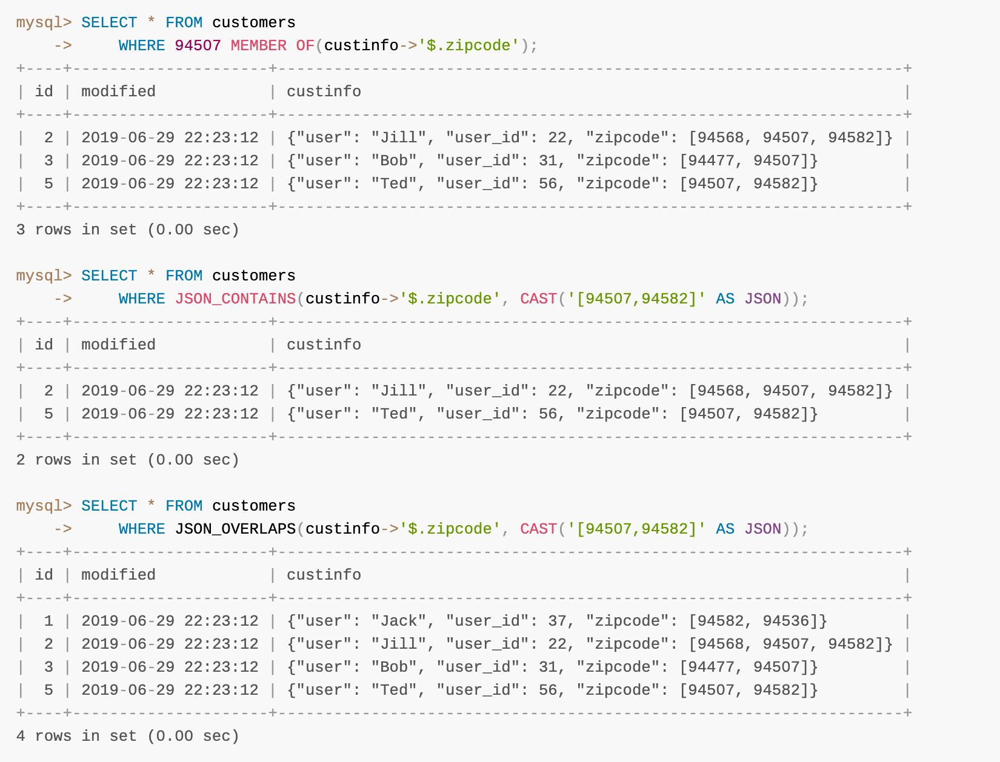 mysql> SELECT * FROM customers
    ->     WHERE 94507 MEMBER OF(custinfo->'$.zipcode');
+----+---------------------+-------------------------------------------------------------------+
| id | modified            | custinfo                                                          |
+----+---------------------+-------------------------------------------------------------------+
|  2 | 2019-06-29 22:23:12 | {"user": "Jill", "user_id": 22, "zipcode": [94568, 94507, 94582]} |
|  3 | 2019-06-29 22:23:12 | {"user": "Bob", "user_id": 31, "zipcode": [94477, 94507]}         |
|  5 | 2019-06-29 22:23:12 | {"user": "Ted", "user_id": 56, "zipcode": [94507, 94582]}         |
+----+---------------------+-------------------------------------------------------------------+
3 rows in set (0.00 sec)

mysql> SELECT * FROM customers
    ->     WHERE JSON_CONTAINS(custinfo->'$.zipcode', CAST('[94507,94582]' AS JSON));
+----+---------------------+-------------------------------------------------------------------+
| id | modified            | custinfo                                                          |
+----+---------------------+-------------------------------------------------------------------+
|  2 | 2019-06-29 22:23:12 | {"user": "Jill", "user_id": 22, "zipcode": [94568, 94507, 94582]} |
|  5 | 2019-06-29 22:23:12 | {"user": "Ted", "user_id": 56, "zipcode": [94507, 94582]}         |
+----+---------------------+-------------------------------------------------------------------+
2 rows in set (0.00 sec)

mysql> SELECT * FROM customers
    ->     WHERE JSON_OVERLAPS(custinfo->'$.zipcode', CAST('[94507,94582]' AS JSON));
+----+---------------------+-------------------------------------------------------------------+
| id | modified            | custinfo                                                          |
+----+---------------------+-------------------------------------------------------------------+
|  1 | 2019-06-29 22:23:12 | {"user": "Jack", "user_id": 37, "zipcode": [94582, 94536]}        |
|  2 | 2019-06-29 22:23:12 | {"user": "Jill", "user_id": 22, "zipcode": [94568, 94507, 94582]} |
|  3 | 2019-06-29 22:23:12 | {"user": "Bob", "user_id": 31, "zipcode": [94477, 94507]}         |
|  5 | 2019-06-29 22:23:12 | {"user": "Ted", "user_id": 56, "zipcode": [94507, 94582]}         |
+----+---------------------+-------------------------------------------------------------------+
4 rows in set (0.00 sec)